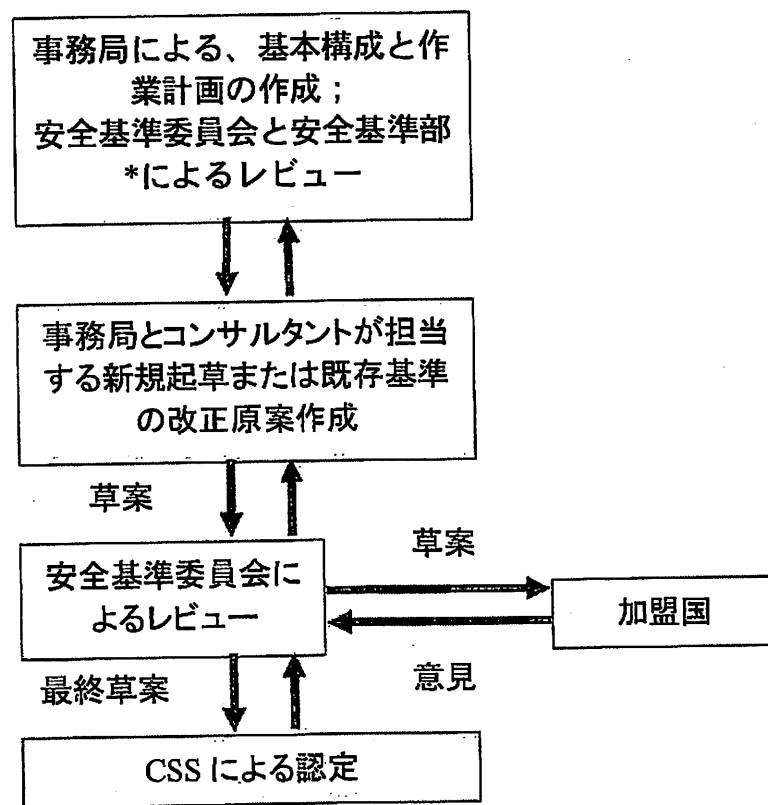 事務局による、基本構成と作
業計画の作成；
安全基準委員会と安全基準部
*によるレビュー
事務局とコンサルタントが担当
する新規起草または既存基準
の改正原案作成
草案
草案
安全基準委員会に
よるレビュー
加盟国
意見
最終草案
CSS による認定